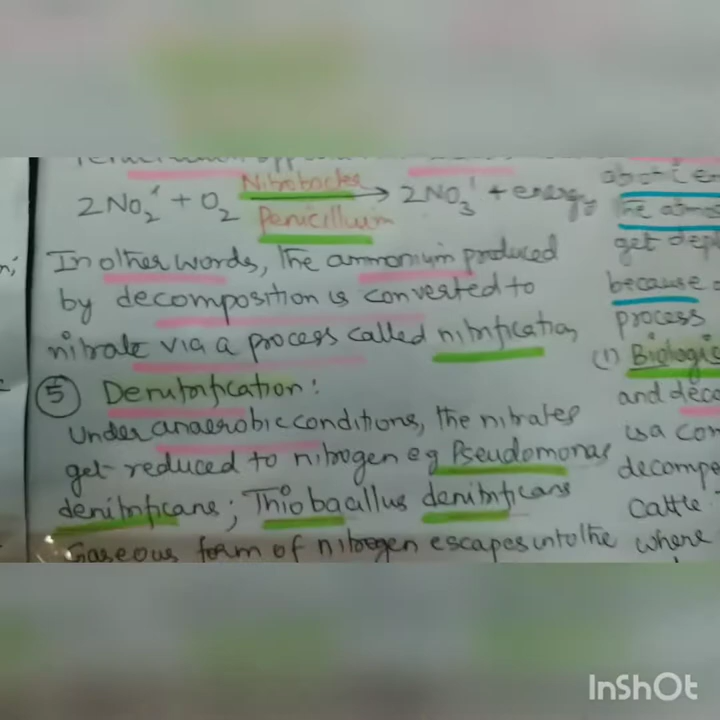 Nitrobacter
2NO₂' + O₂ → 2NO₃' + energy
Penicillium
In other words, the ammonium produced
by decomposition is converted to
nitrate via a process called nitrification
⑤ Denitrification:
Under anaerobic conditions, the nitrates
get reduced to nitrogen eg Pseudomonas
denitrificans; Thiobacillus denitrificans
Gaseous form of nitrogen escapes into the
the atmos
get dep
because
process
(1) Biologic
and deco
is a com
decompo
Cattle
where
InShOt